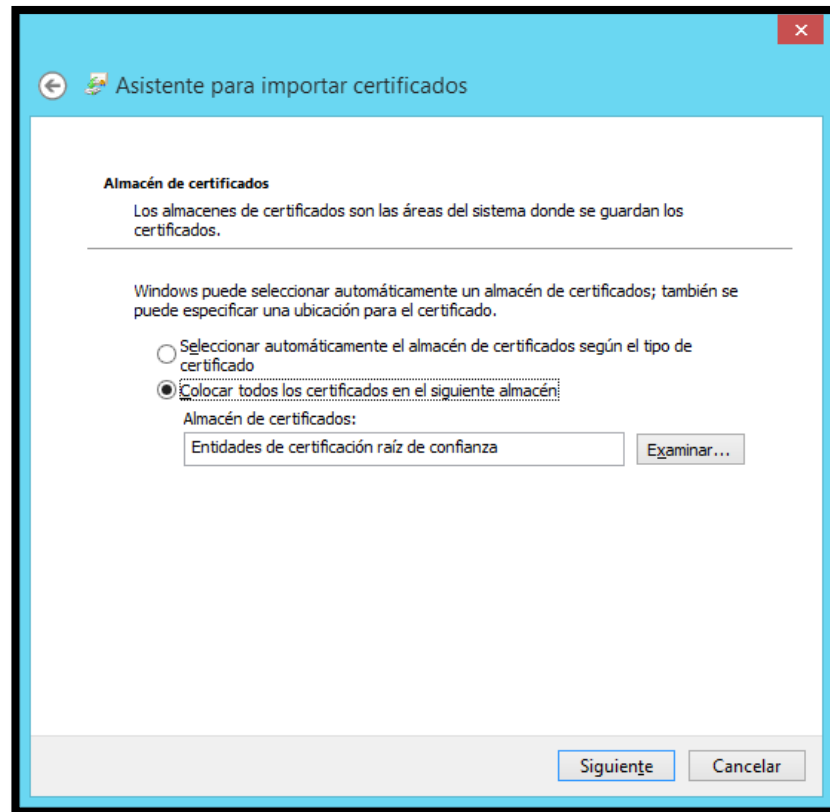 Asistente para importar certificados
Almacén de certificados
Los almacenes de certificados son las áreas del sistema donde se guardan los
certificados.
Windows puede seleccionar automáticamente un almacén de certificados; también se
puede especificar una ubicación para el certificado.
Seleccionar automáticamente el almacén de certificados según el tipo de
certificado
Colocar todos los certificados en el siguiente almacén
Almacén de certificados:
Entidades de certificación raíz de confianza
Examinar...
Siguiente
Cancelar